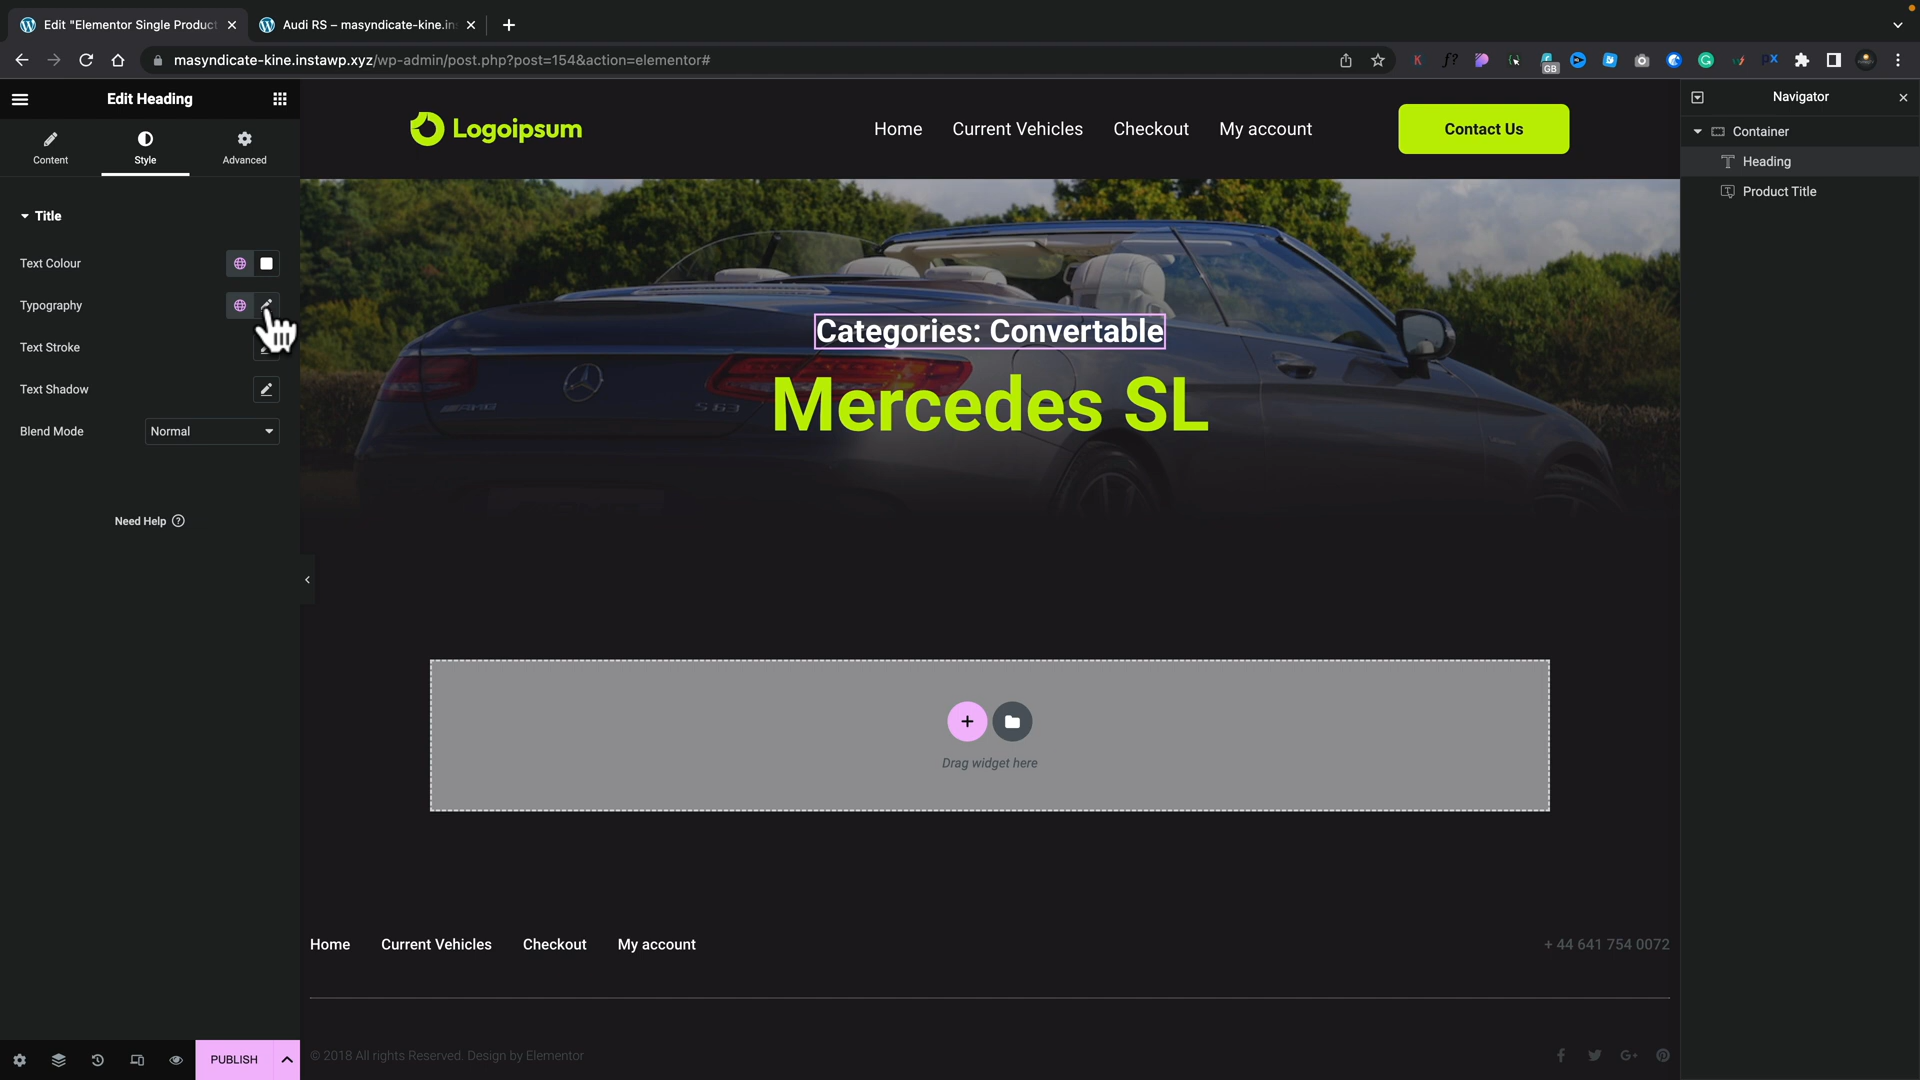 Edit "Elementor Single Product
Audi RS – masyndicate-kine.in
masyndicate-kine.instawp.xyz/wp-admin/post.php?post=154&action=elementor#
Edit Heading
Content
Style
Advanced
Title
Text Colour
Typography
Text Stroke
Text Shadow
Blend Mode
Normal
Need Help
PUBLISH
Logoipsum
Home
Current Vehicles
Checkout
My account
Contact Us
Categories: Convertable
Mercedes SL
AMG
S 63
Drag widget here
Home
Current Vehicles
Checkout
My account
+ 44 641 754 0072
© 2018 All rights Reserved. Design by Elementor
Navigator
Container
Heading
Product Title
GB